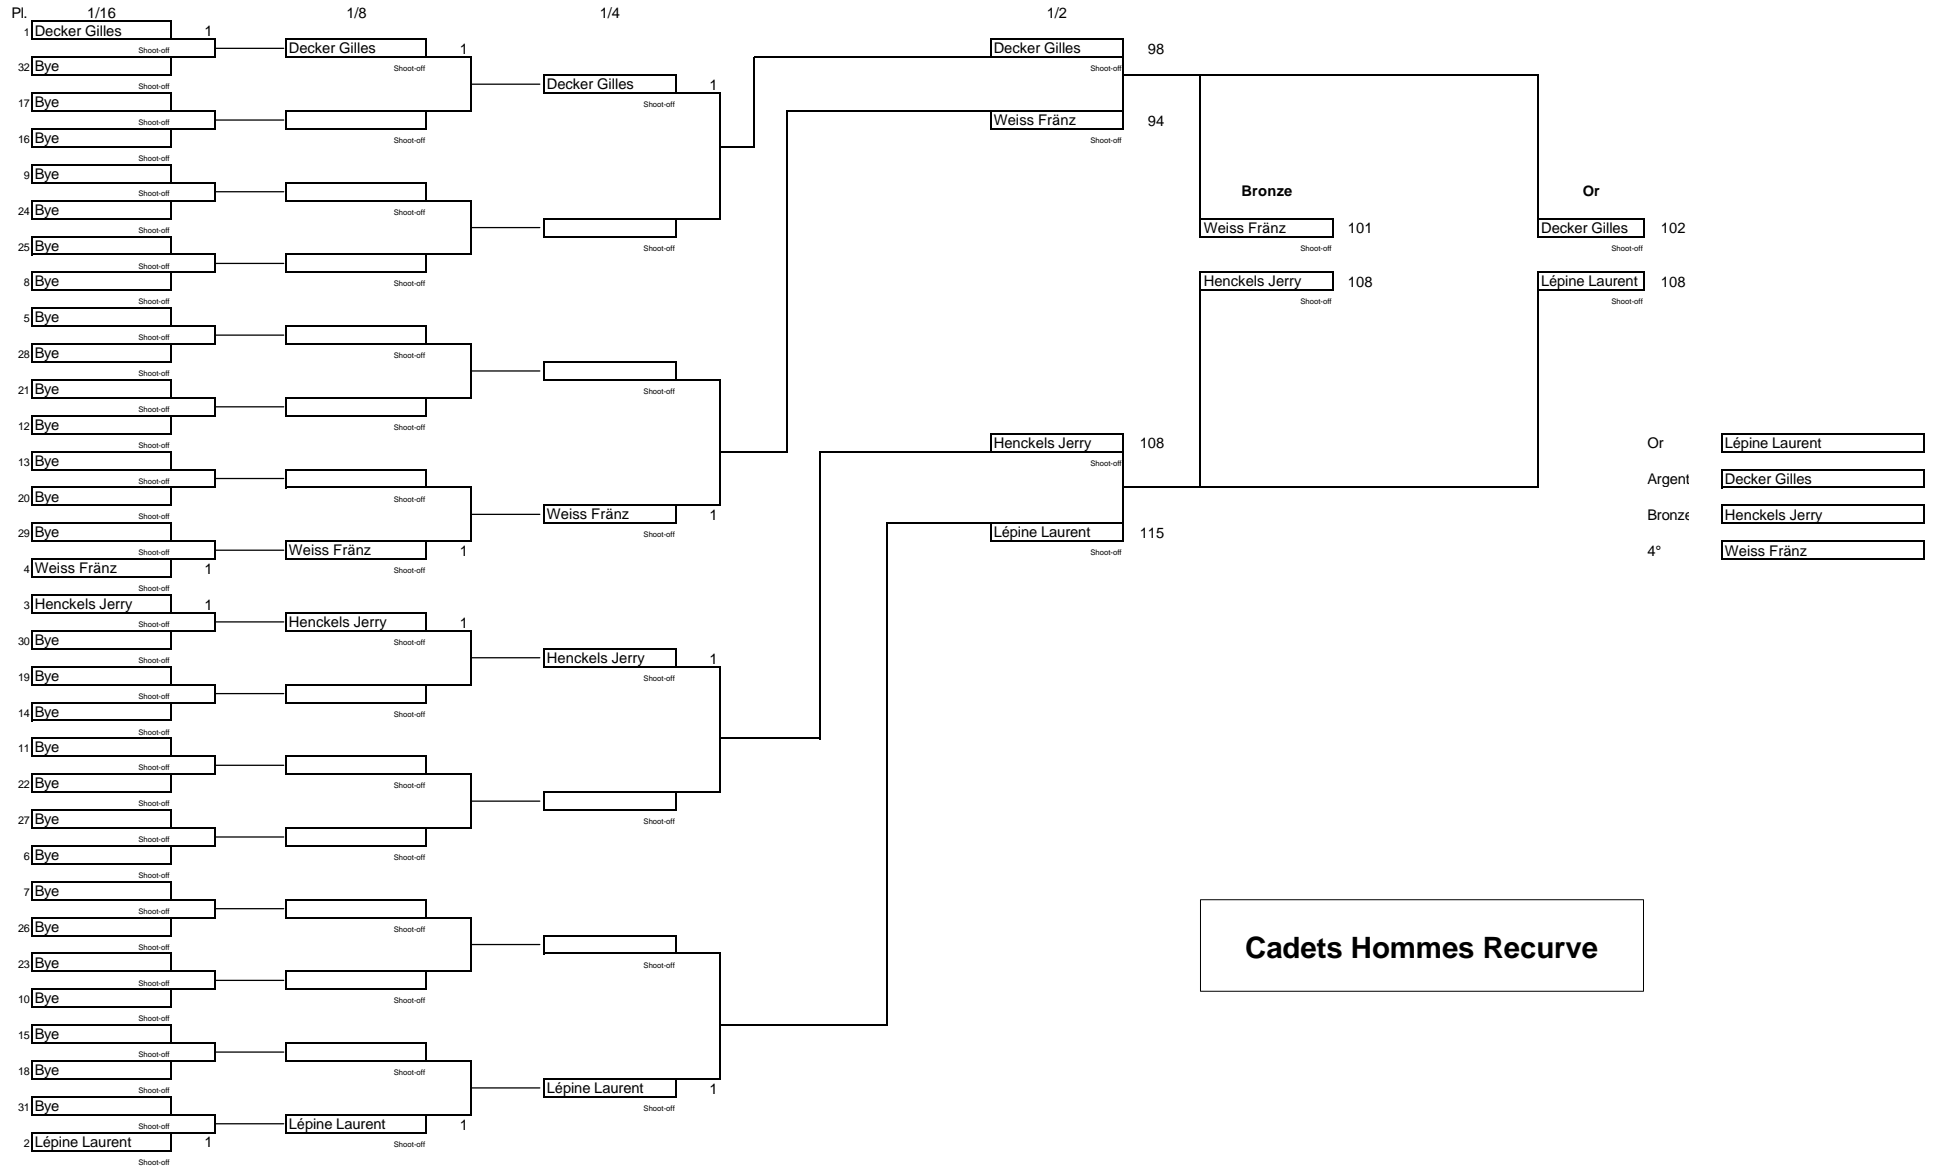 Pl. 1/16 1/8 1/4 1/2
1 Decker Gilles 1
Shoot-off
Decker Gilles 1
Decker Gilles 98
32 Bye
Shoot-off
Shoot-off
Shoot-off
Decker Gilles 1
Shoot-off
17 Bye
Shoot-off
Weiss Fränz 94
16 Bye
Shoot-off
Shoot-off
Shoot-off
9 Bye
Shoot-off
Bronze Or
24 Bye
Shoot-off
Shoot-off
Weiss Fränz 101
Decker Gilles 102
25 Bye
Shoot-off
Shoot-off
Shoot-off
Shoot-off
8 Bye
Shoot-off
Shoot-off
Henckels Jerry 108
Lépine Laurent 108
Shoot-off
Shoot-off
5 Bye
Shoot-off
28 Bye
Shoot-off
Shoot-off
Shoot-off
21 Bye
Shoot-off
12 Bye
Shoot-off
Shoot-off
Henckels Jerry 108
Shoot-off
Or Lépine Laurent
13 Bye
Shoot-off
Argent Decker Gilles
20 Bye
Shoot-off
Shoot-off
Weiss Fränz 1
Shoot-off
Bronze Henckels Jerry
29 Bye
Shoot-off
Lépine Laurent 115
Shoot-off
Weiss Fränz 1
Shoot-off
4° Weiss Fränz
4 Weiss Fränz 1
Shoot-off
3 Henckels Jerry 1
Shoot-off
Henckels Jerry 1
30 Bye
Shoot-off
Shoot-off
Henckels Jerry 1
Shoot-off
19 Bye
Shoot-off
14 Bye
Shoot-off
Shoot-off
11 Bye
Shoot-off
22 Bye
Shoot-off
Shoot-off
Shoot-off
27 Bye
Shoot-off
6 Bye
Shoot-off
Shoot-off
7 Bye
Shoot-off
26 Bye
Shoot-off
Shoot-off
Cadets Hommes Recurve
23 Bye
Shoot-off
Shoot-off
10 Bye
Shoot-off
Shoot-off
15 Bye
Shoot-off
18 Bye
Shoot-off
Shoot-off
Lépine Laurent 1
Shoot-off
31 Bye
Shoot-off
Lépine Laurent 1
2 Lépine Laurent 1
Shoot-off
Shoot-off